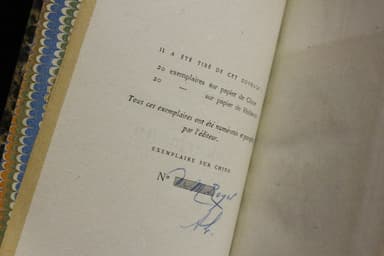 IL A ÉTÉ TIRÉ DE CET OUVRAGE
20 exemplaires sur papier de Chine
20 — sur papier de Hollande
Tous ces exemplaires ont été numérotés et
par l'éditeur.
EXEMPLAIRE SUR CHINE
N°